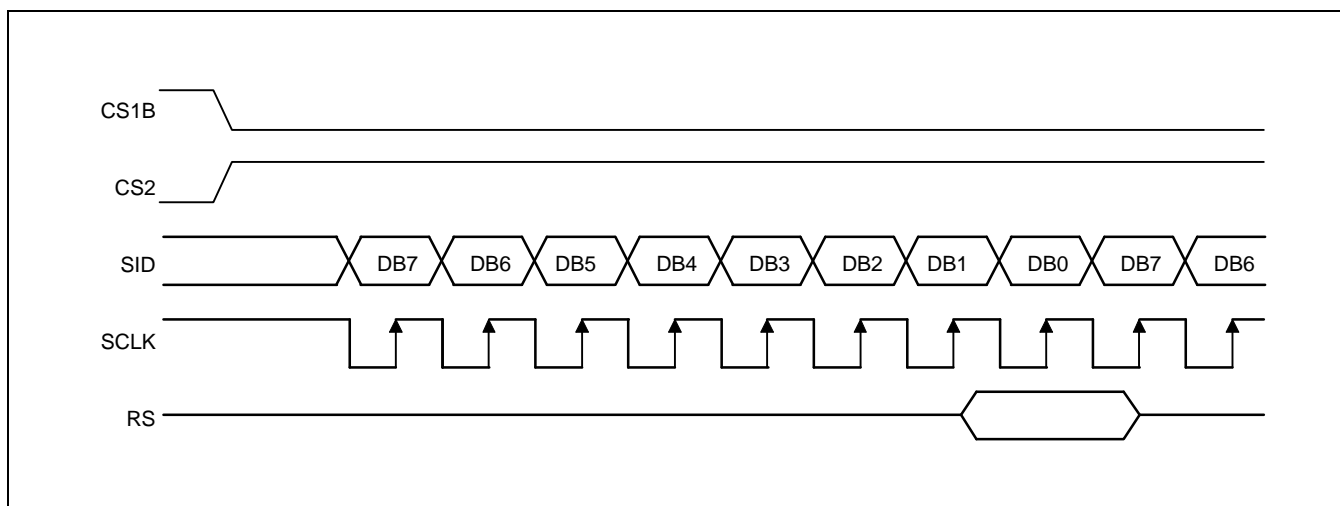 CS1B
CS2
SID DB7 DB6 DB5 DB4 DB3 DB2 DB1 DB0 DB7 DB6
SCLK
RS